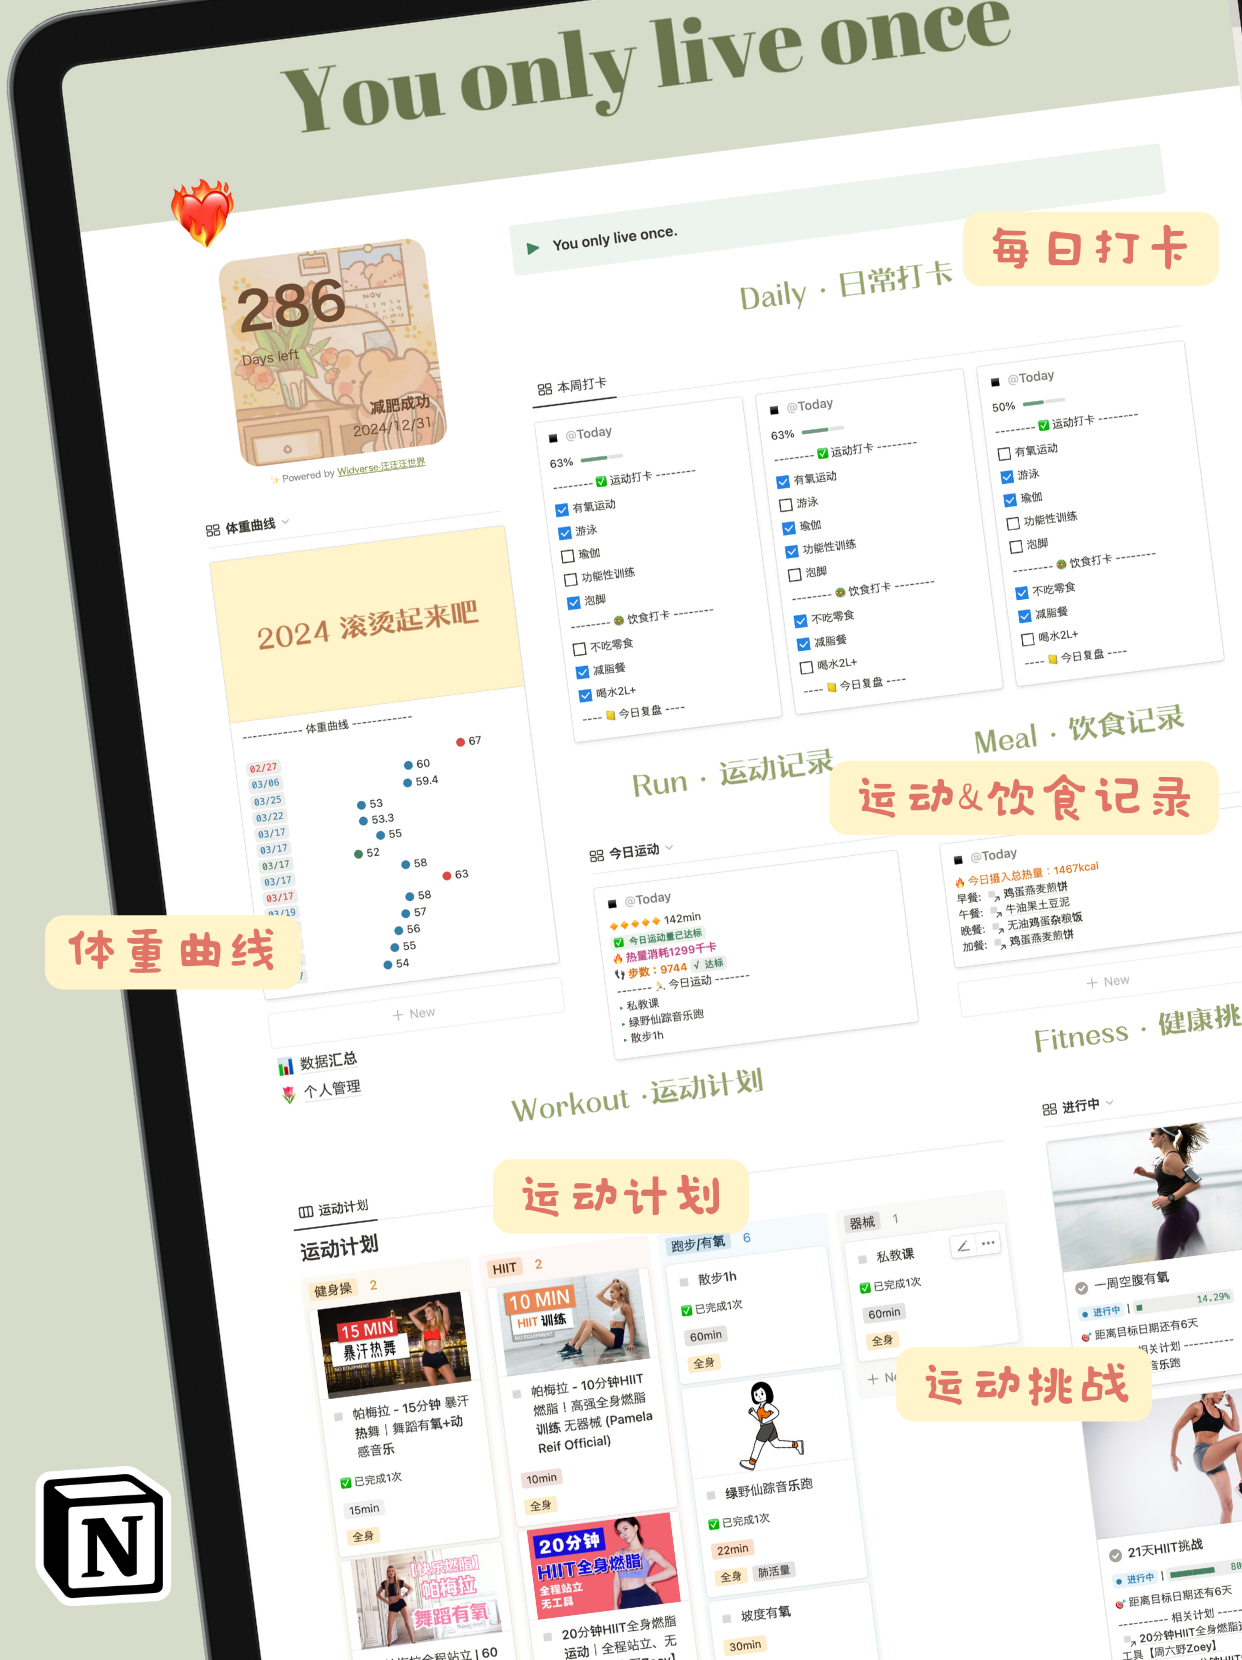 You only live once
You only live once.
每日打卡
Daily · 日常打卡
286
Days left
NOV
减肥成功
2024/12/31
Powered by Widverse·汪汪汪世界
本周打卡
@Today
63%
-------- ✅ 运动打卡 --------
有氧运动
游泳
瑜伽
功能性训练
泡脚
-------- 饮食打卡 --------
不吃零食
减脂餐
喝水2L+
---- 今日复盘 ----
@Today
63%
-------- ✅ 运动打卡 --------
有氧运动
游泳
瑜伽
功能性训练
泡脚
-------- 饮食打卡 --------
不吃零食
减脂餐
喝水2L+
---- 今日复盘 ----
@Today
50%
-------- ✅ 运动打卡 --------
有氧运动
游泳
瑜伽
功能性训练
泡脚
-------- 饮食打卡 --------
不吃零食
减脂餐
喝水2L+
---- 今日复盘 ----
体重曲线
2024 滚烫起来吧
------------ 体重曲线 ------------
02/27 67
03/06 60
03/25 59.4
03/22 53
03/17 53.3
03/17 55
03/17 52
03/17 58
03/17 63
03/19 58
57
56
55
7 54
体重曲线
+ New
数据汇总
个人管理
Run · 运动记录
Meal · 饮食记录
运动&饮食记录
今日运动
@Today
142min
✅ 今日运动量已达标
🔥 热量消耗1299千卡
步数：9744 √ 达标
------- 今日运动 -------
私教课
绿野仙踪音乐跑
散步1h
@Today
🔥 今日摄入总热量：1467kcal
早餐: 鸡蛋燕麦煎饼
午餐: 牛油果土豆泥
晚餐: 无油鸡蛋杂粮饭
加餐: 鸡蛋燕麦煎饼
+ New
Workout ·运动计划
Fitness · 健康挑
运动计划
运动计划
运动计划
健身操 2
15 MIN
暴汗热舞
NO EQUIPMENT
帕梅拉 - 15分钟 暴汗
热舞｜舞蹈有氧+动
感音乐
✅ 已完成1次
15min
全身
【快乐燃脂】
帕梅拉
舞蹈有氧
帕梅拉全程站立 | 60
HIIT 2
10 MIN
HIIT 训练
NO EQUIPMENT
帕梅拉 - 10分钟HIIT
燃脂！高强全身燃脂
训练 无器械 (Pamela
Reif Official)
10min
全身
20分钟
HIIT全身燃脂
全程站立
无工具
20分钟HIIT全身燃脂
运动｜全程站立、无
跑步/有氧 6
散步1h
✅ 已完成1次
60min
全身
绿野仙踪音乐跑
✅ 已完成1次
22min
全身 肺活量
坡度有氧
30min
器械 1
私教课
✅ 已完成1次
60min
全身
+ Ne
运动挑战
进行中
一周空腹有氧
进行中 | 14.29%
距离目标日期还有6天
相关计划 ----------
音乐跑
21天HIIT挑战
进行中 | 80
距离目标日期还有6天
---------- 相关计划 ------
20分钟HIIT全身燃脂运
工具【周六野Zoey】
N